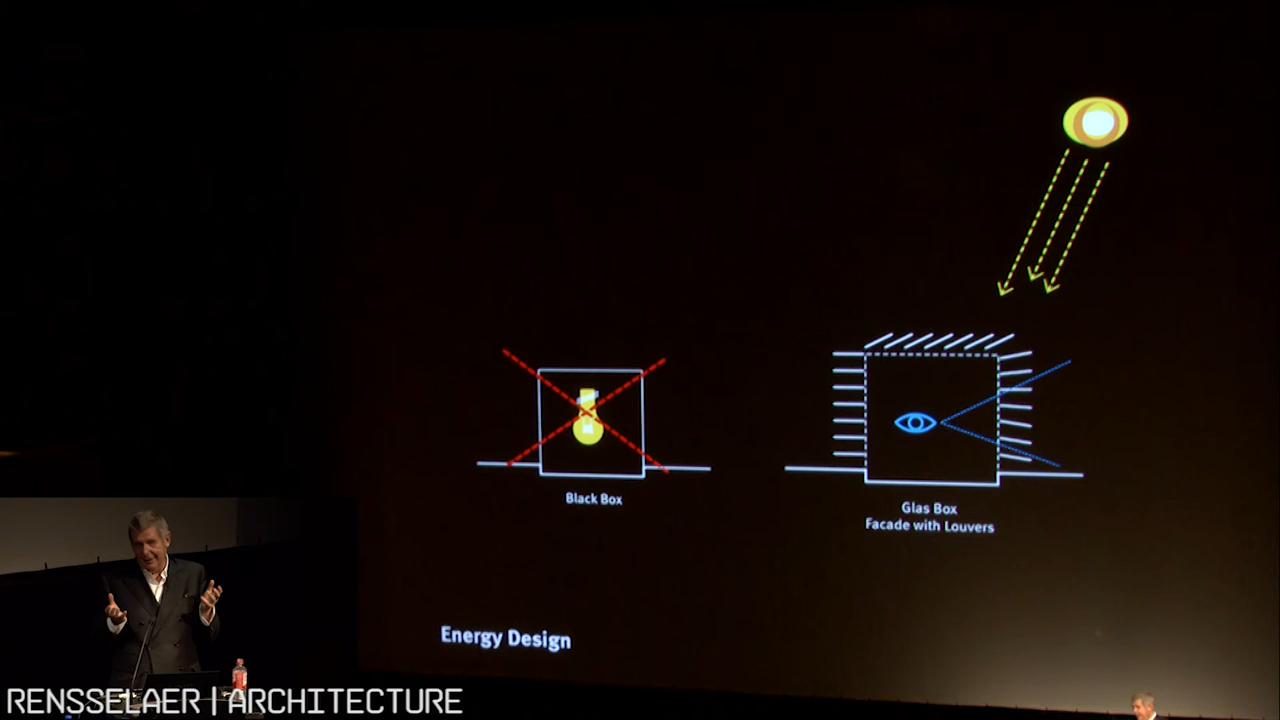 Black Box
Glas Box
Facade with Louvers
Energy Design
RENSSELAER | ARCHITECTURE